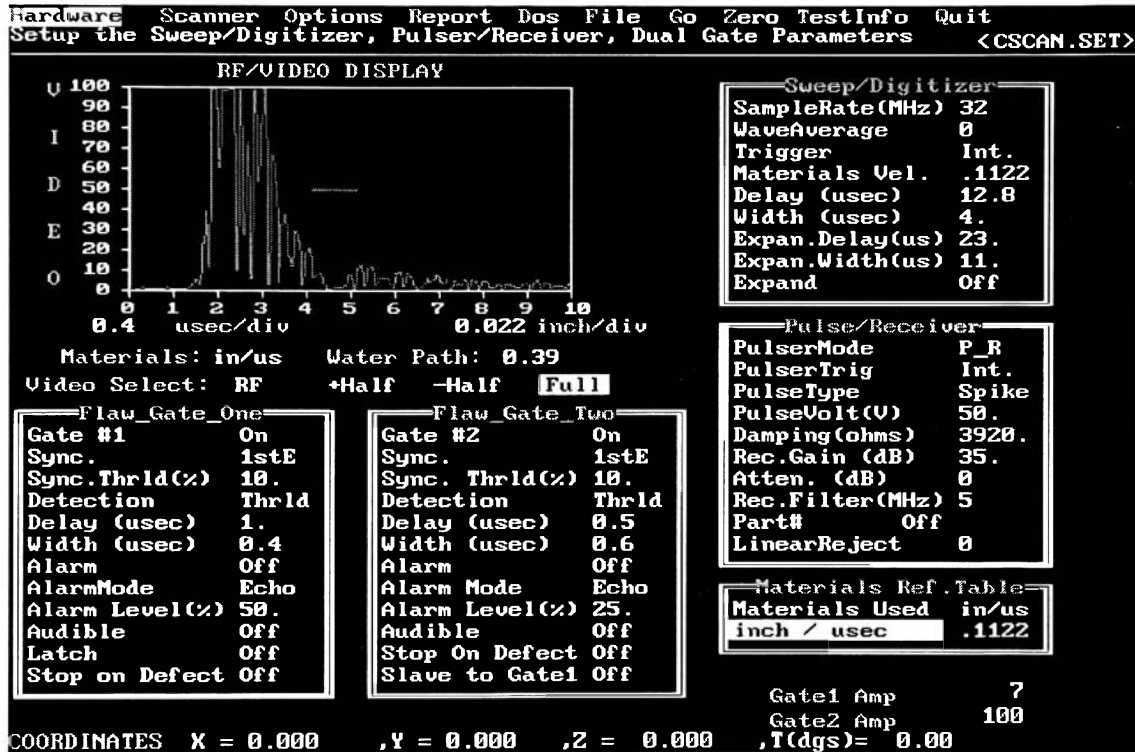 Hardware Scanner Options Report Dos File Go Zero TestInfo Quit
Setup the Sweep/Digitizer, Pulser/Receiver, Dual Gate Parameters <CSCAN.SET>
RF/VIDEO DISPLAY
V I D E O
100
90
80
70
60
50
40
30
20
10
0
0 1 2 3 4 5 6 7 8 9 10
0.4 usec/div 0.022 inch/div
Materials: in/us Water Path: 0.39
Video Select: RF +Half -Half Full
Flaw_Gate_One
Gate #1 On
Sync. 1stE
Sync.Thrld(%) 10.
Detection Thrld
Delay (usec) 1.
Width (usec) 0.4
Alarm Off
AlarmMode Echo
Alarm Level(%) 50.
Audible Off
Latch Off
Stop on Defect Off
Flaw_Gate_Two
Gate #2 On
Sync. 1stE
Sync. Thrld(%) 10.
Detection Thrld
Delay (usec) 0.5
Width (usec) 0.6
Alarm Off
Alarm Mode Echo
Alarm Level(%) 25.
Audible Off
Stop On Defect Off
Slave to Gate1 Off
Sweep/Digitizer
SampleRate(MHz) 32
WaveAverage 0
Trigger Int.
Materials Vel. .1122
Delay (usec) 12.8
Width (usec) 4.
Expan.Delay(us) 23.
Expan.Width(us) 11.
Expand Off
Pulse/Receiver
PulserMode P_R
PulserTrig Int.
PulseType Spike
PulseVolt(V) 50.
Damping(ohms) 3920.
Rec.Gain (dB) 35.
Atten. (dB) 0
Rec.Filter(MHz) 5
Part# Off
LinearReject 0
Materials Ref.Table
Materials Used in/us
inch / usec .1122
Gate1 Amp 7
Gate2 Amp 100
COORDINATES X = 0.000 ,Y = 0.000 ,Z = 0.000 ,T(dgs)= 0.00